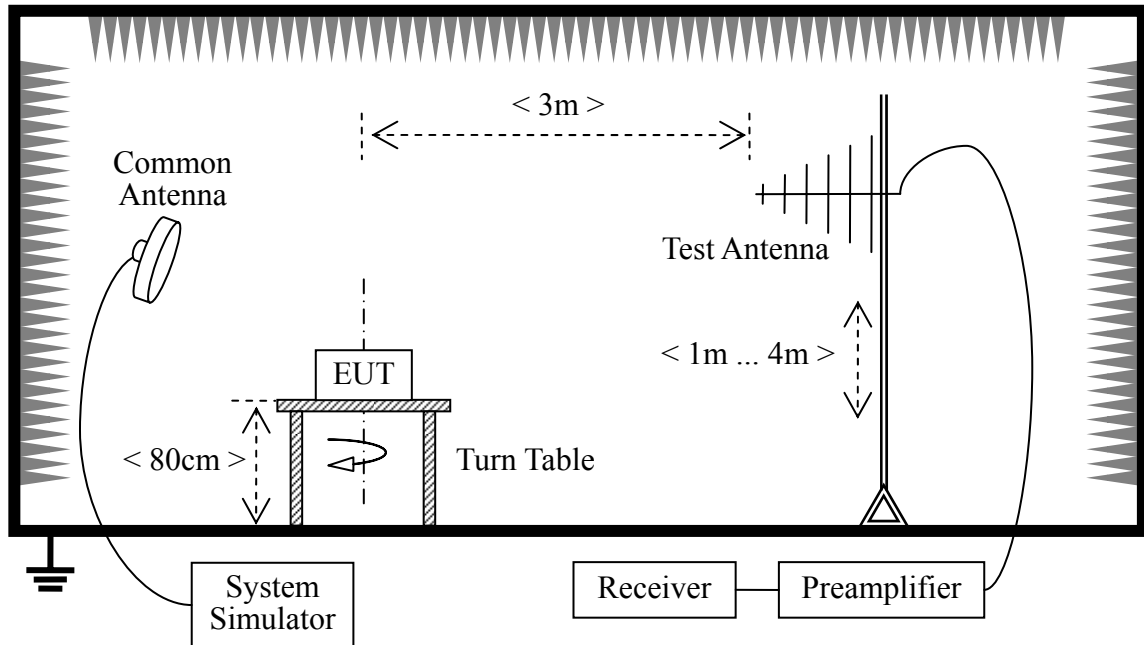 < 3m >
Common
Antenna
Test Antenna
< 1m ... 4m >
EUT
< 80cm >
Turn Table
System
Simulator
Receiver
Preamplifier